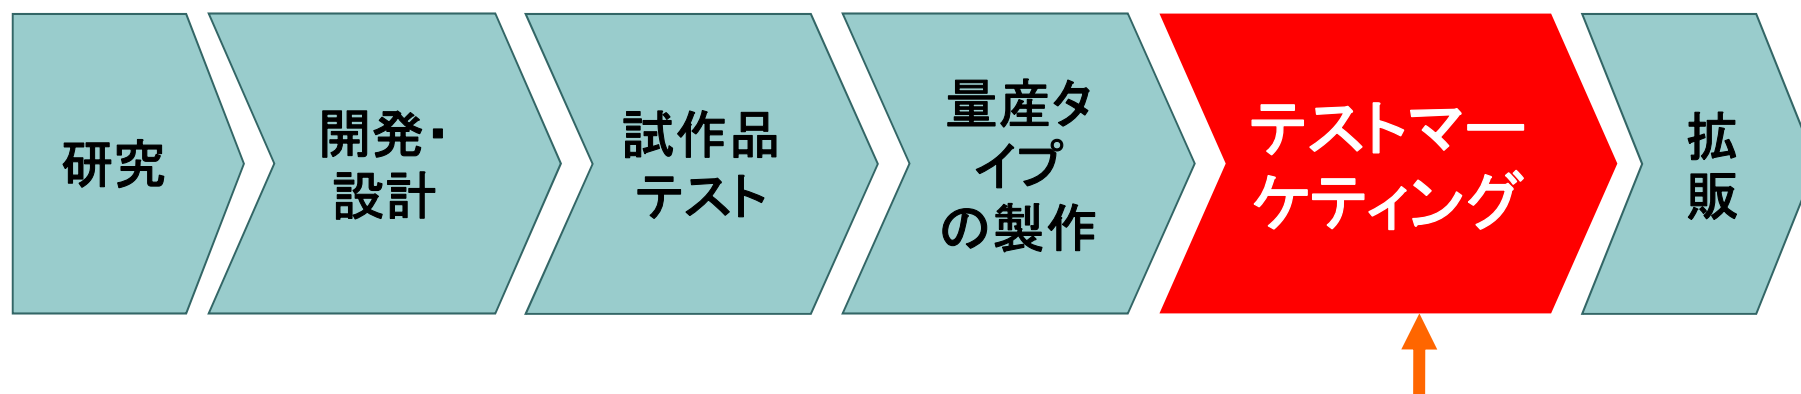 研究
開発・
設計
試作品
テスト
量産タ
イプ
の製作
テストマー
ケティング
拡
販